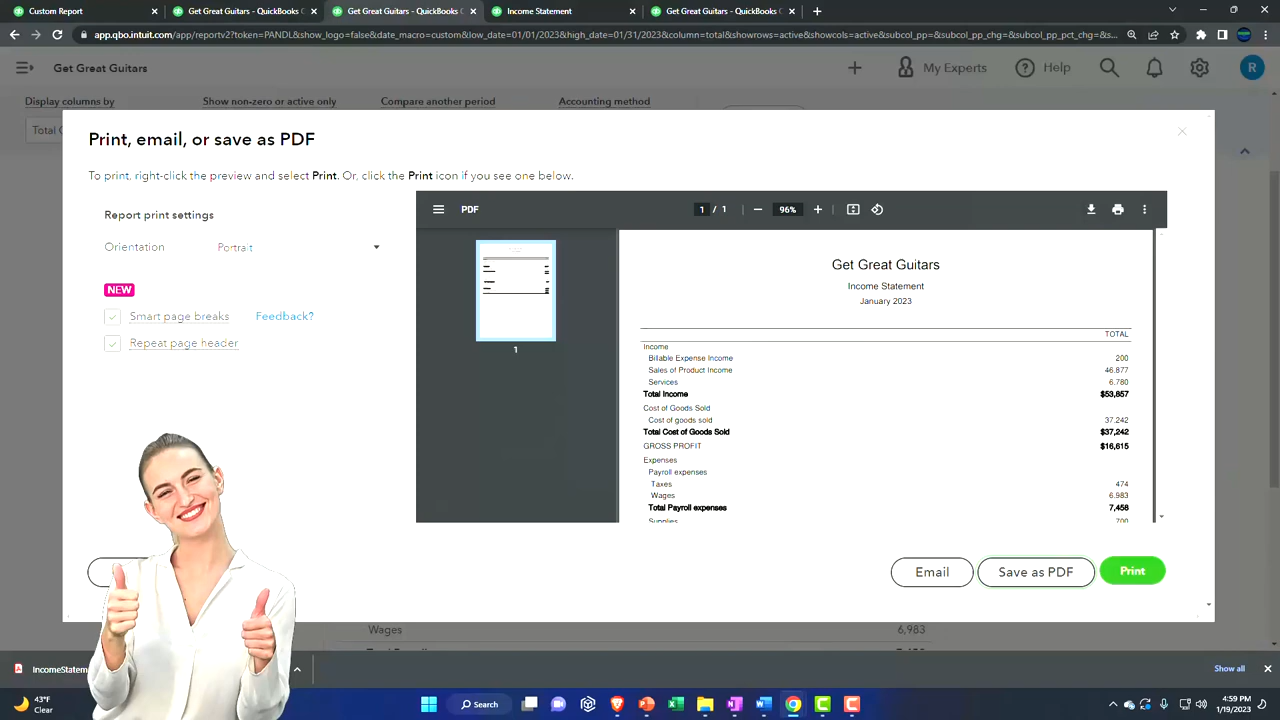 Custom Report
Get Great Guitars - QuickBooks
Get Great Guitars - QuickBooks
Income Statement
Get Great Guitars - QuickBooks
app.qbo.intuit.com/app/reportv2?token=PANDL&show_logo=false&date_macro=custom&low_date=01/01/2023&high_date=01/31/2023&column=total&showrows=active&showcols=active&subcol_pp=&subcol_pp_chg=&subcol_pp_pct_chg=&s...
Get Great Guitars
My Experts
Help
R
Display columns by
Show non-zero or active only
Compare another period
Accounting method
Print, email, or save as PDF
To print, right-click the preview and select Print. Or, click the Print icon if you see one below.
Report print settings
Orientation
Portrait
NEW
Smart page breaks
Feedback?
Repeat page header
PDF
1 / 1
96%
1
Get Great Guitars
Income Statement
January 2023
TOTAL
Income
Billable Expense Income 200
Sales of Product Income 46,877
Services 6,780
Total Income $53,857
Cost of Goods Sold
Cost of goods sold 37,242
Total Cost of Goods Sold $37,242
GROSS PROFIT $16,615
Expenses
Payroll expenses
Taxes 474
Wages 6,983
Total Payroll expenses 7,458
Supplies 700
Email
Save as PDF
Print
Wages 6,983
Show all
43°F
Clear
Search
4:59 PM
1/19/2023